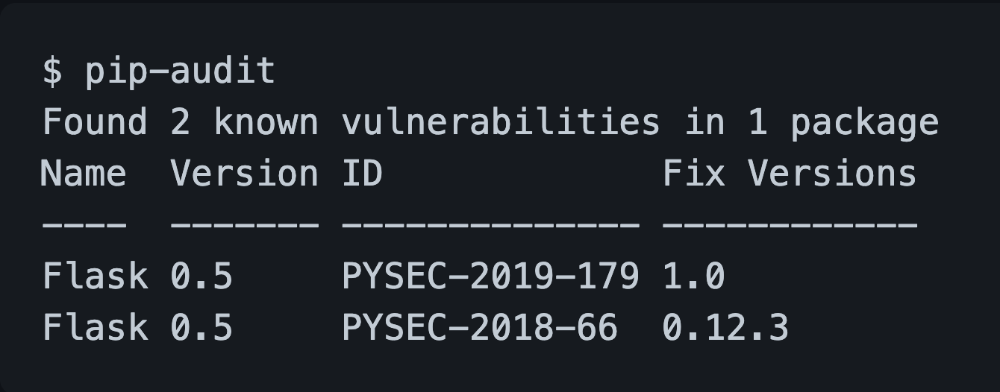 $ pip-audit
Found 2 known vulnerabilities in 1 package
Name  Version ID             Fix Versions
----  ------- -------------- ------------
Flask 0.5     PYSEC-2019-179 1.0
Flask 0.5     PYSEC-2018-66  0.12.3